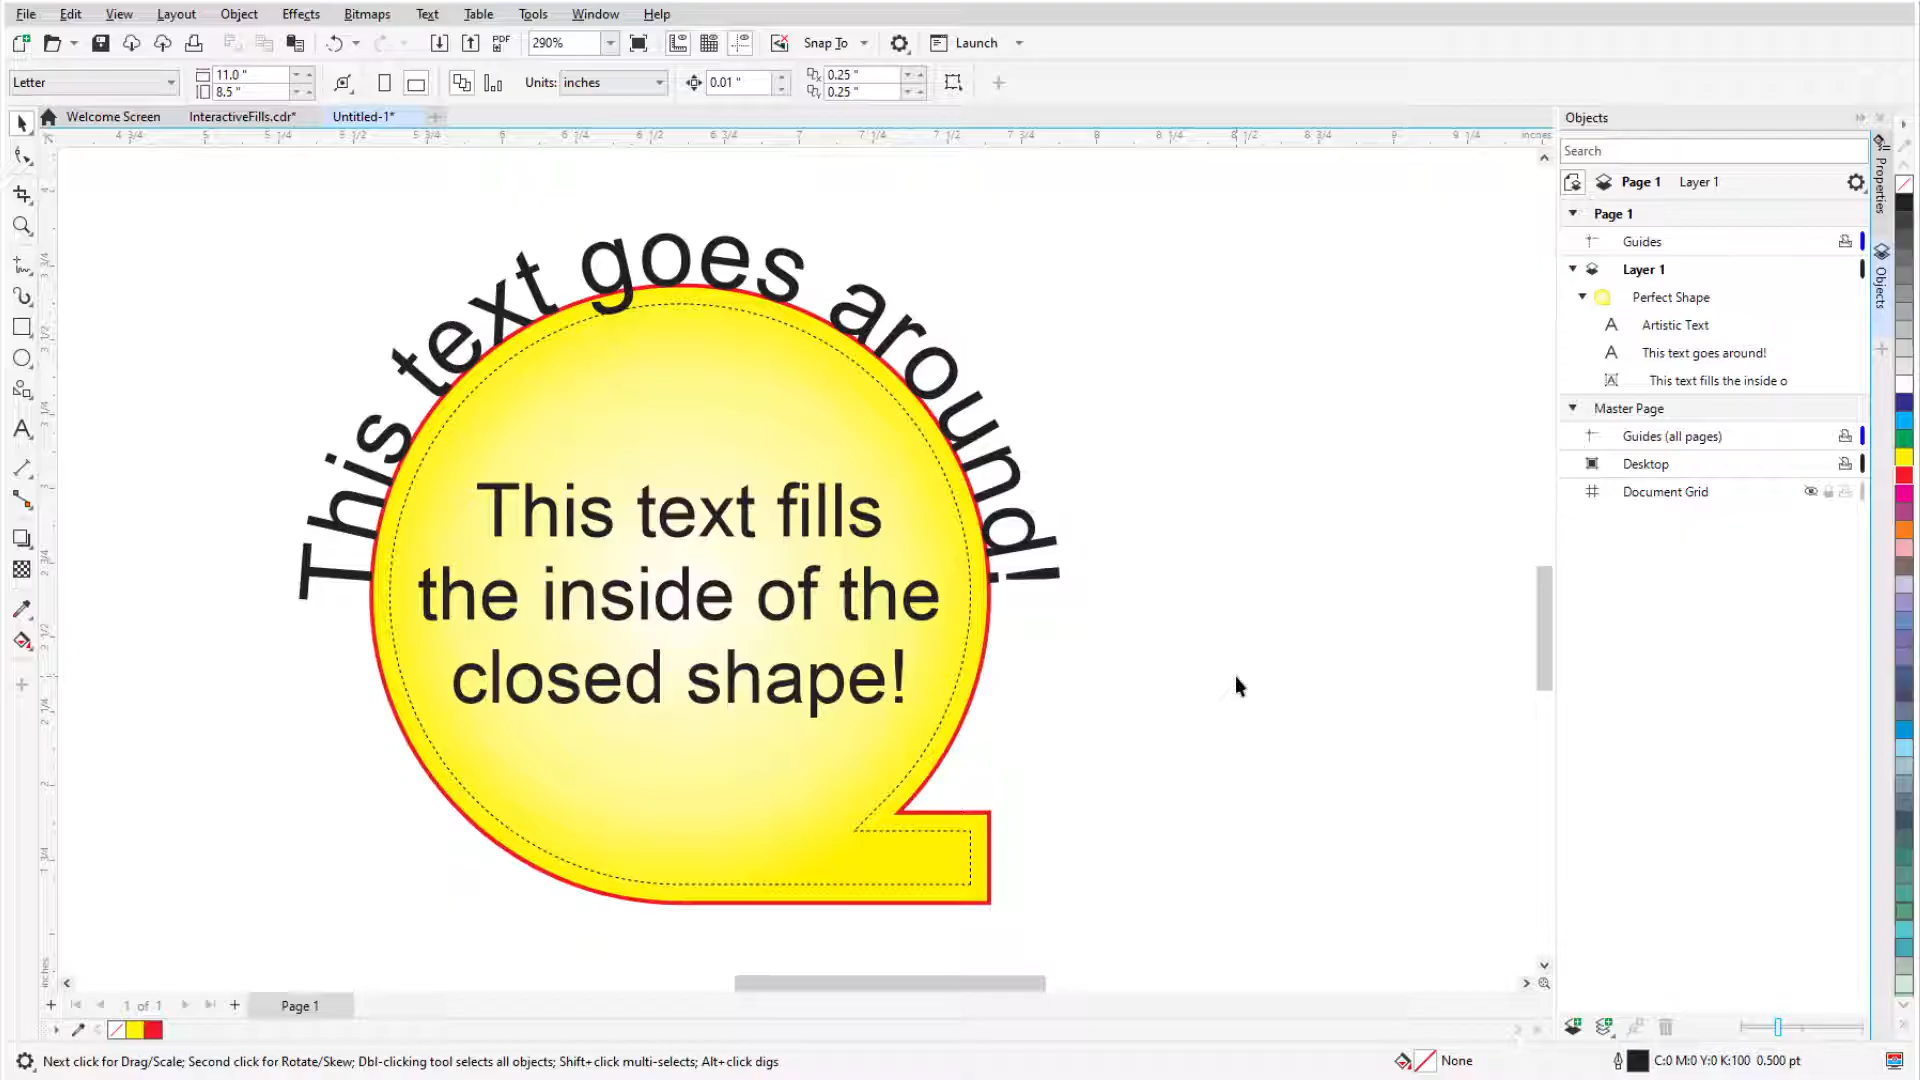 File Edit View Layout Object Effects Bitmaps Text Table Tools Window Help
PDF 290% Snap To Launch
Letter 11.0 " 8.5 " Units: inches 0.01 " 0.25 " 0.25 "
Welcome Screen InteractiveFills.cdr* Untitled-1*
Objects
Search
Page 1 Layer 1
Page 1
Guides
Layer 1
Perfect Shape
Artistic Text
This text goes around!
This text fills the inside o
Master Page
Guides (all pages)
Desktop
Document Grid
Properties
Objects
This text goes around!
This text fills
the inside of the
closed shape!
1 of 1 Page 1
Next click for Drag/Scale; Second click for Rotate/Skew; Dbl-clicking tool selects all objects; Shift+click multi-selects; Alt+click digs
None C:0 M:0 Y:0 K:100 0.500 pt